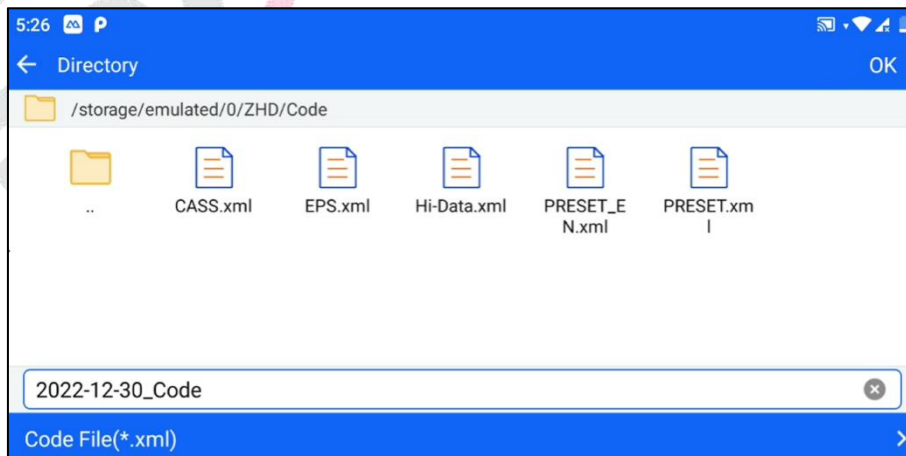 5:26
Directory
OK
/storage/emulated/0/ZHD/Code
..
CASS.xml
EPS.xml
Hi-Data.xml
PRESET_E
N.xml
PRESET.xm
l
2022-12-30_Code
Code File(*.xml)